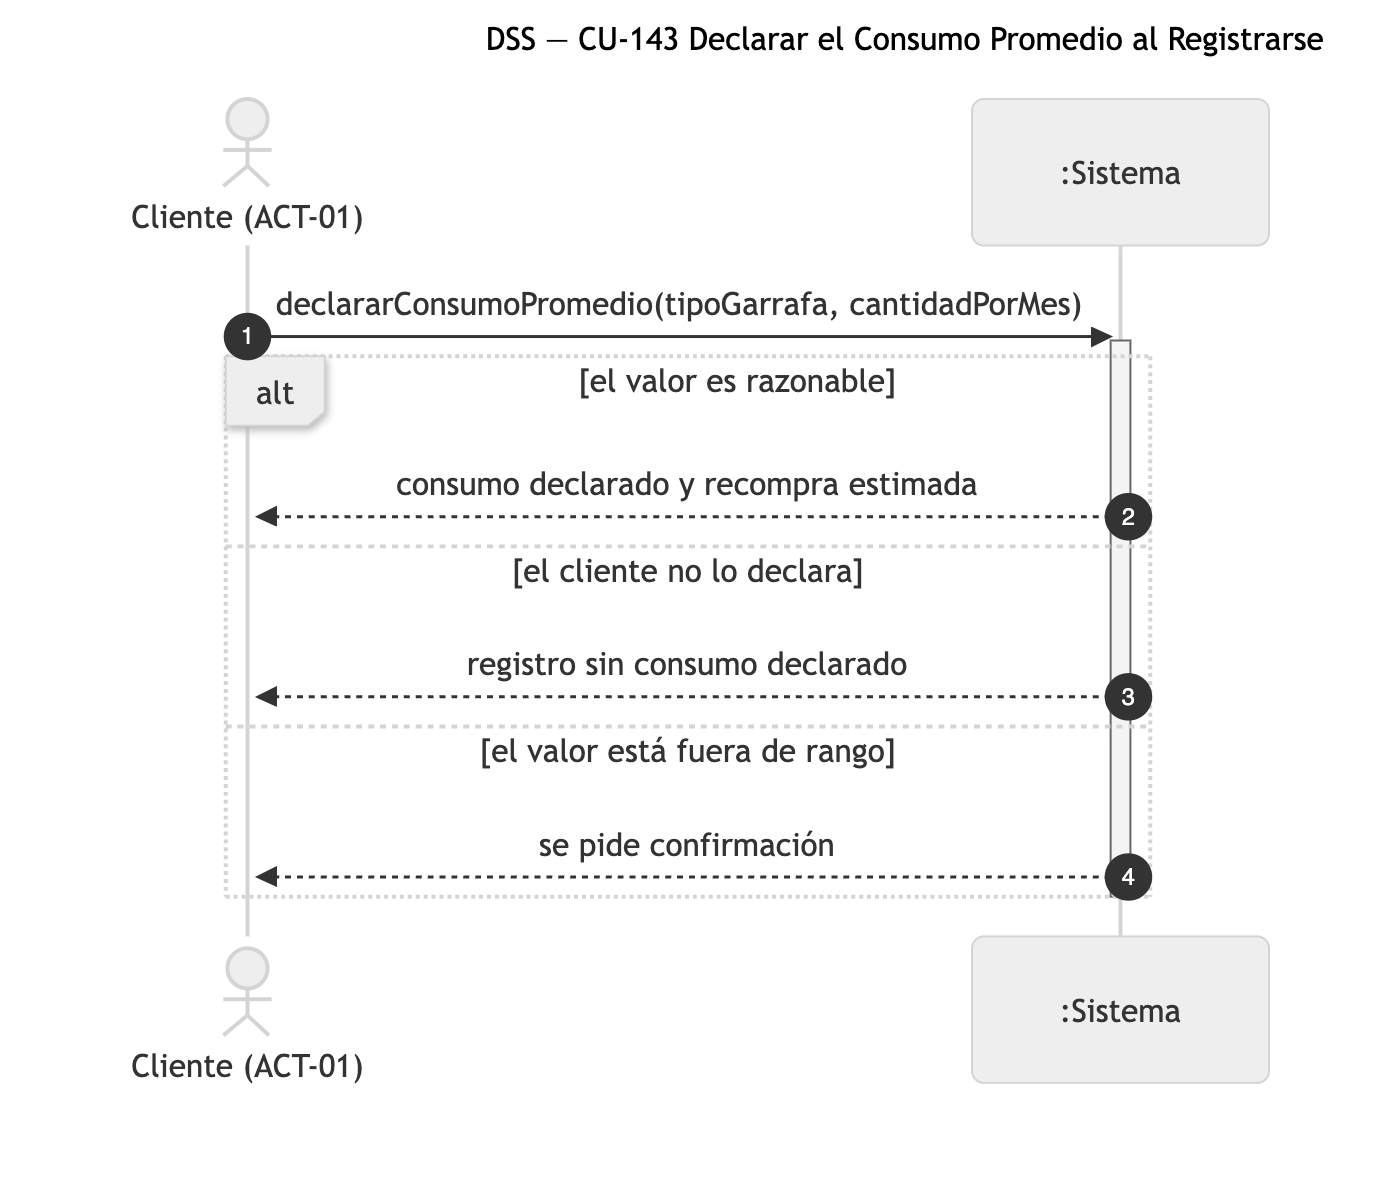 DSS — CU-143 Declarar el Consumo Promedio al Registrarse
:Sistema
Cliente (ACT-01)
declararConsumoPromedio(tipoGarrafa, cantidadPorMes)
1
alt
[el valor es razonable]
consumo declarado y recompra estimada
2
[el cliente no lo declara]
registro sin consumo declarado
3
[el valor está fuera de rango]
se pide confirmación
4
:Sistema
Cliente (ACT-01)